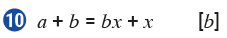 10 a + b = bx + x [b]